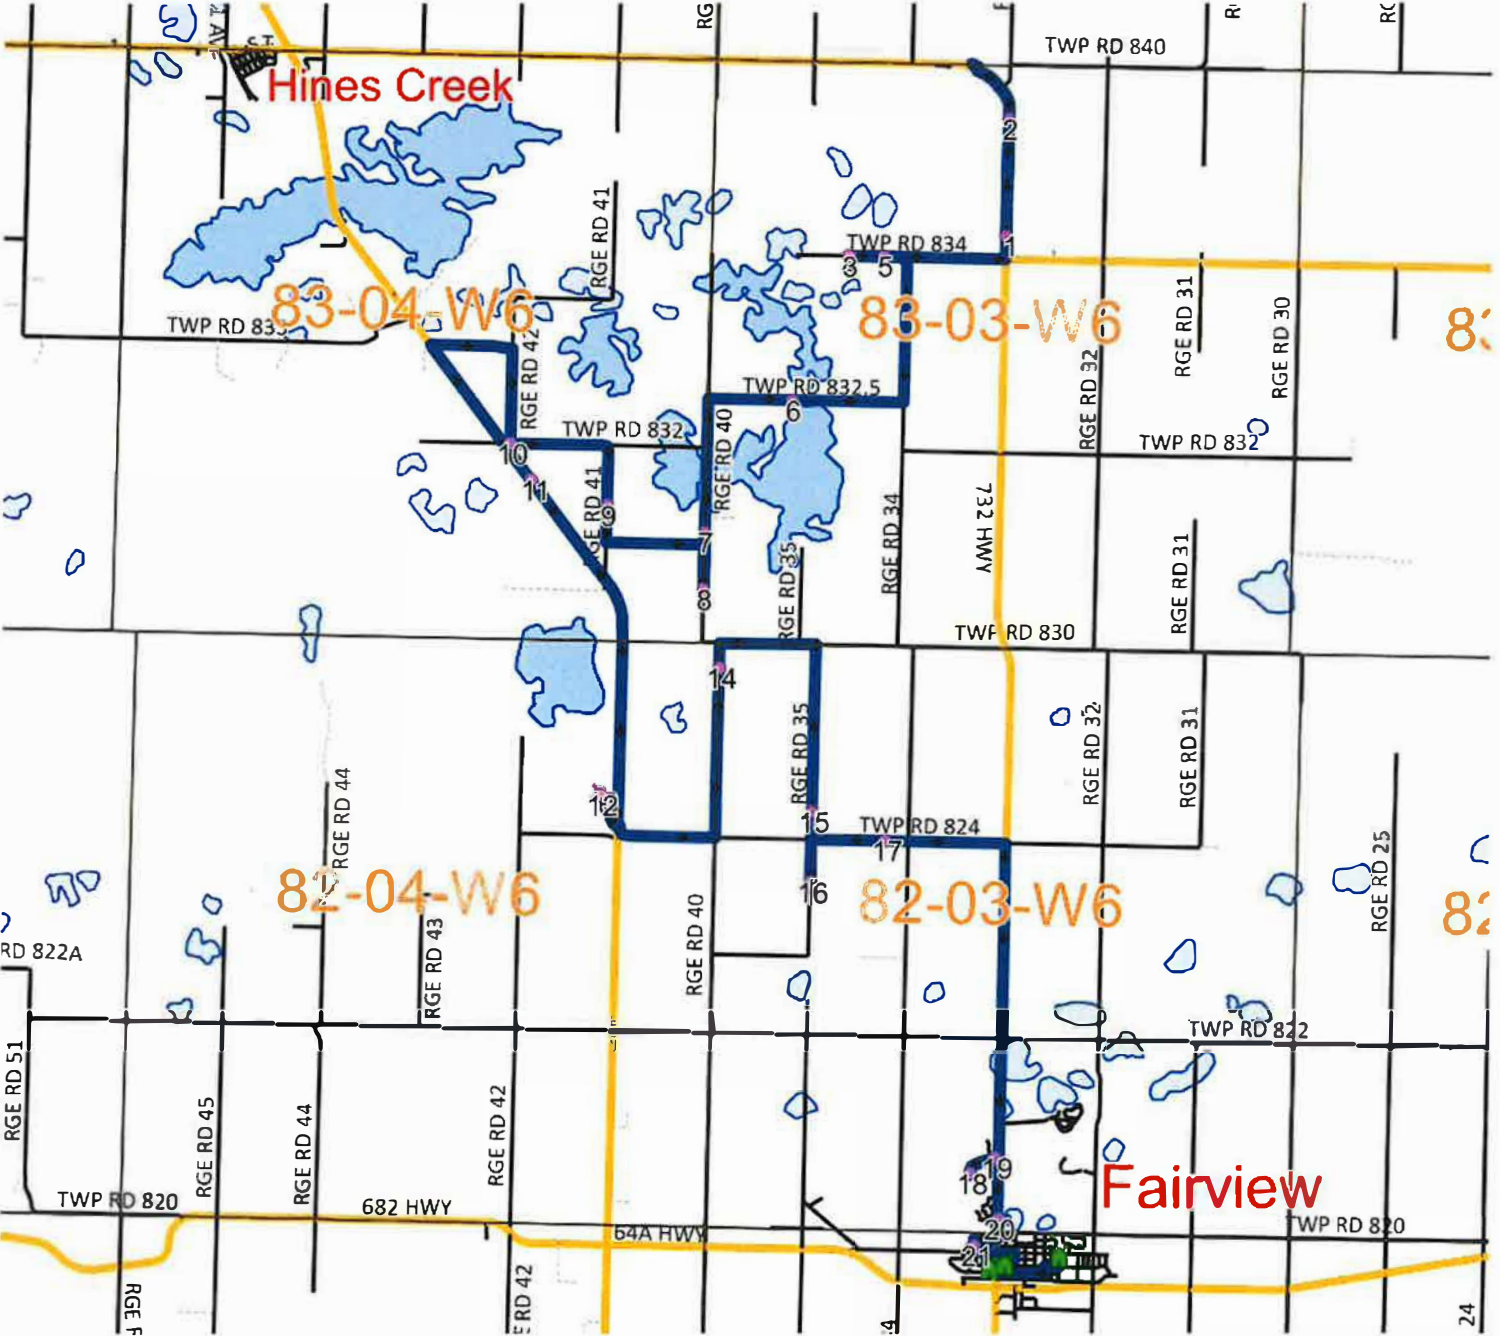 TWP RD 840
Hines Creek
2
RGE RD 41
TWP RD 834
1
3
5
83-04-W6
83-03-W6
RGE RD 31
RGE RD 30
TWP RD 83
RGE RD 42
RGE RD 32
TWP RD 832.5
6
TWP RD 832
RGE RD 40
TWP RD 832
10
11
9
7
8
732 HWY
RGE RD 34
RGE RD 35
RGE RD 31
TWP RD 830
14
RGE RD 35
RGE RD 32
RGE RD 31
RGE RD 44
12
15
TWP RD 824
17
16
82-04-W6
82-03-W6
RGE RD 25
RGE RD 43
RGE RD 40
RD 822A
TWP RD 822
RGE RD 51
RGE RD 45
RGE RD 44
RGE RD 42
19
18
Fairview
TWP RD 820
682 HWY
64A HWY
20
TWP RD 820
21
RD 42
24